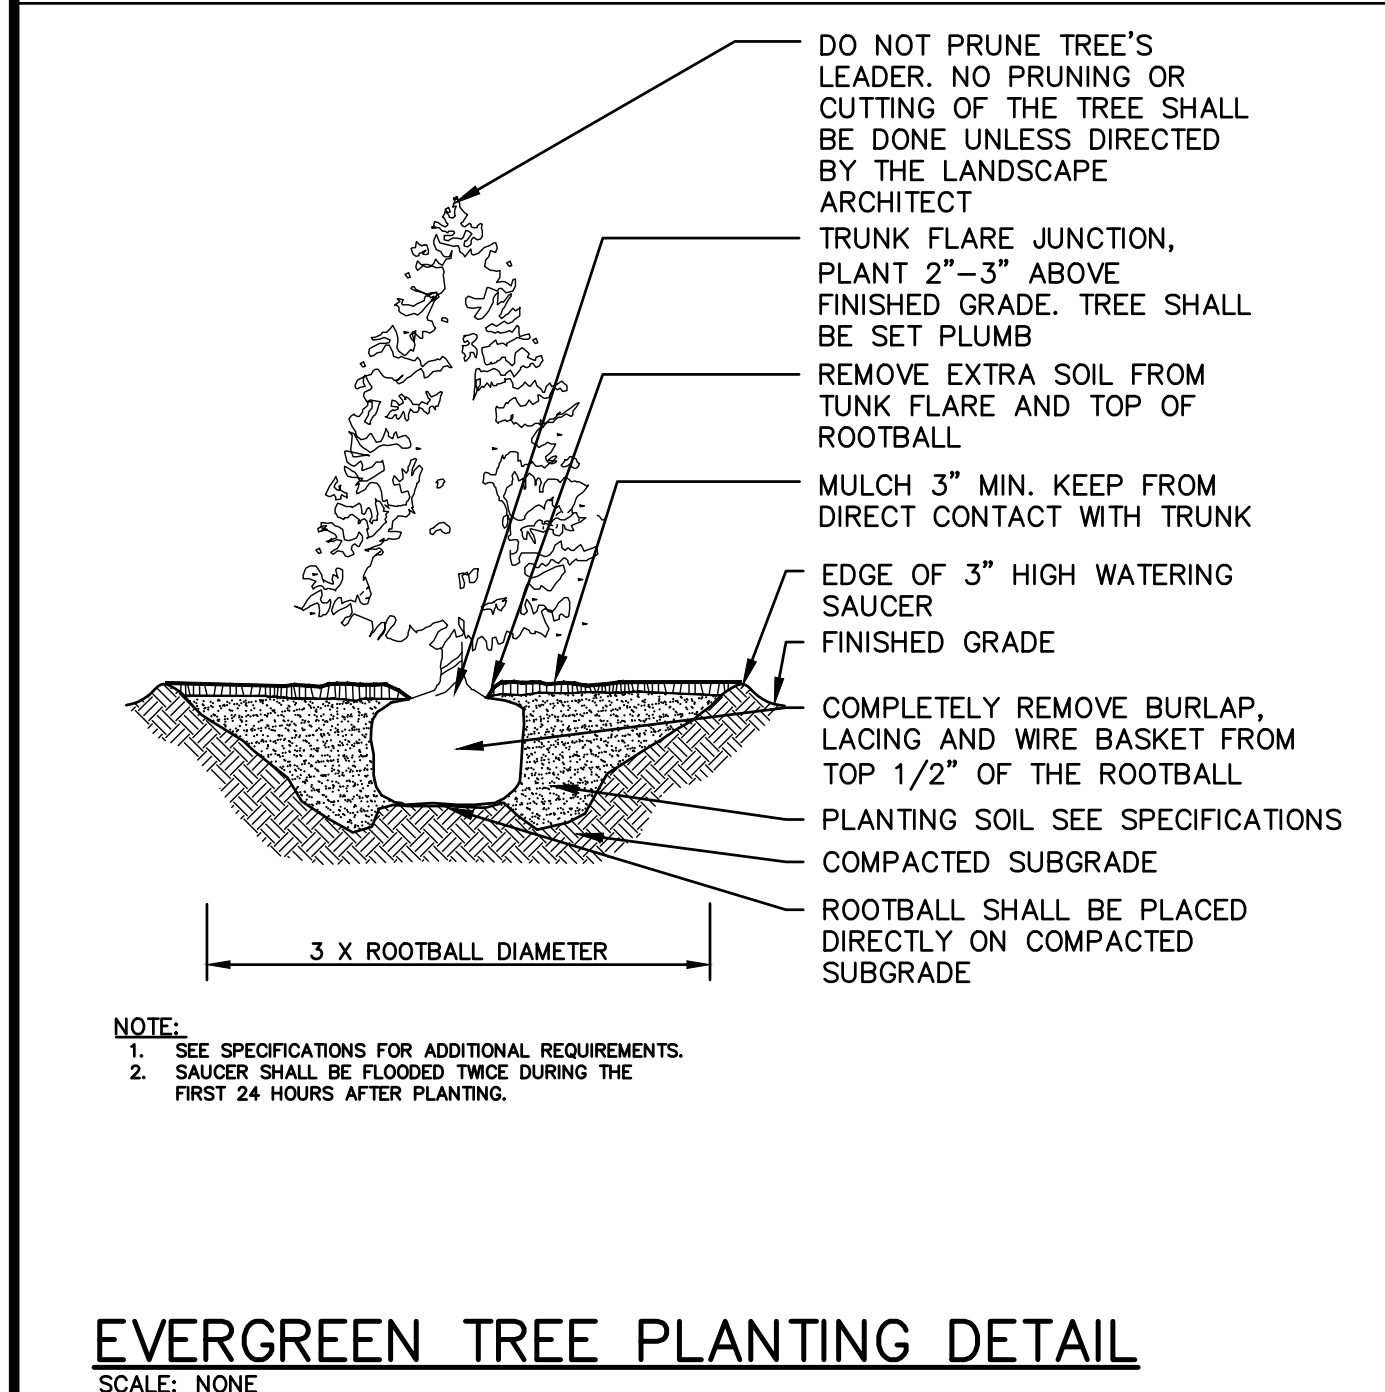 DO NOT PRUNE TREE'S
LEADER. NO PRUNING OR
CUTTING OF THE TREE SHALL
BE DONE UNLESS DIRECTED
BY THE LANDSCAPE
ARCHITECT
TRUNK FLARE JUNCTION,
PLANT 2"-3" ABOVE
FINISHED GRADE. TREE SHALL
BE SET PLUMB
REMOVE EXTRA SOIL FROM
TUNK FLARE AND TOP OF
ROOTBALL
MULCH 3" MIN. KEEP FROM
DIRECT CONTACT WITH TRUNK
EDGE OF 3" HIGH WATERING
SAUCER
FINISHED GRADE
COMPLETELY REMOVE BURLAP,
LACING AND WIRE BASKET FROM
TOP 1/2" OF THE ROOTBALL
PLANTING SOIL SEE SPECIFICATIONS
COMPACTED SUBGRADE
ROOTBALL SHALL BE PLACED
DIRECTLY ON COMPACTED
SUBGRADE
3 X ROOTBALL DIAMETER
NOTE:
1. SEE SPECIFICATIONS FOR ADDITIONAL REQUIREMENTS.
2. SAUCER SHALL BE FLOODED TWICE DURING THE
FIRST 24 HOURS AFTER PLANTING.
EVERGREEN TREE PLANTING DETAIL
SCALE: NONE